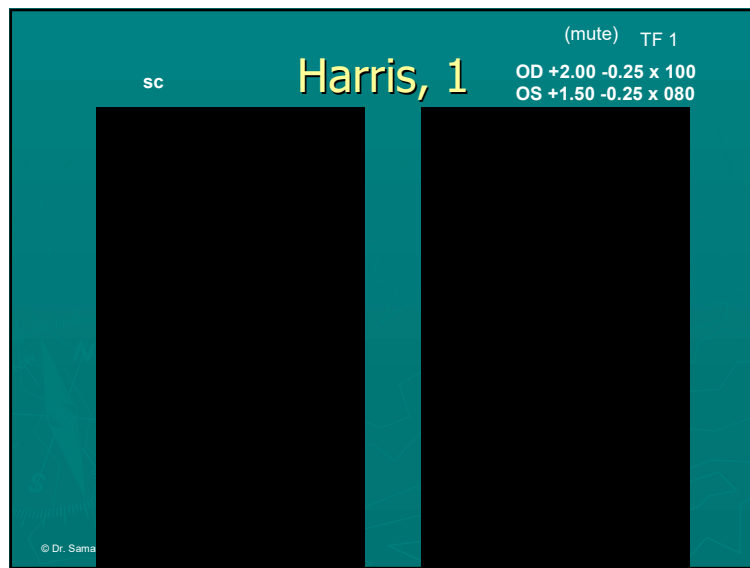 (mute) TF 1
sc
Harris, 1
OD +2.00 -0.25 x 100
OS +1.50 -0.25 x 080
N
S
© Dr. Sama